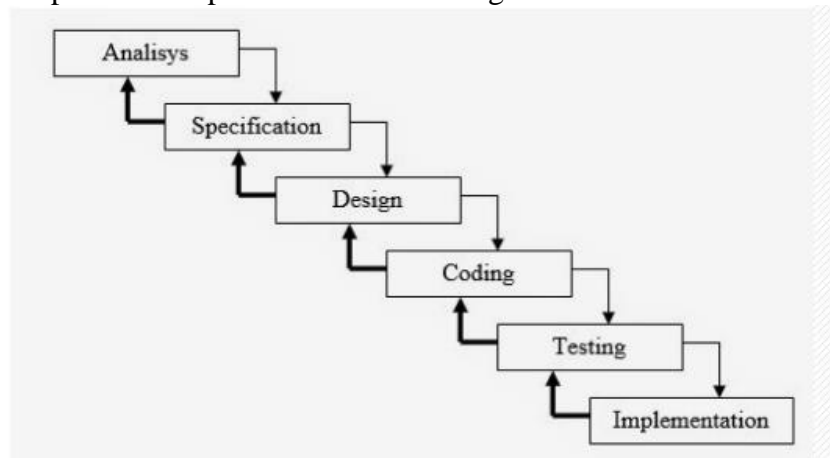 Analisys
Specification
Design
Coding
Testing
Implementation